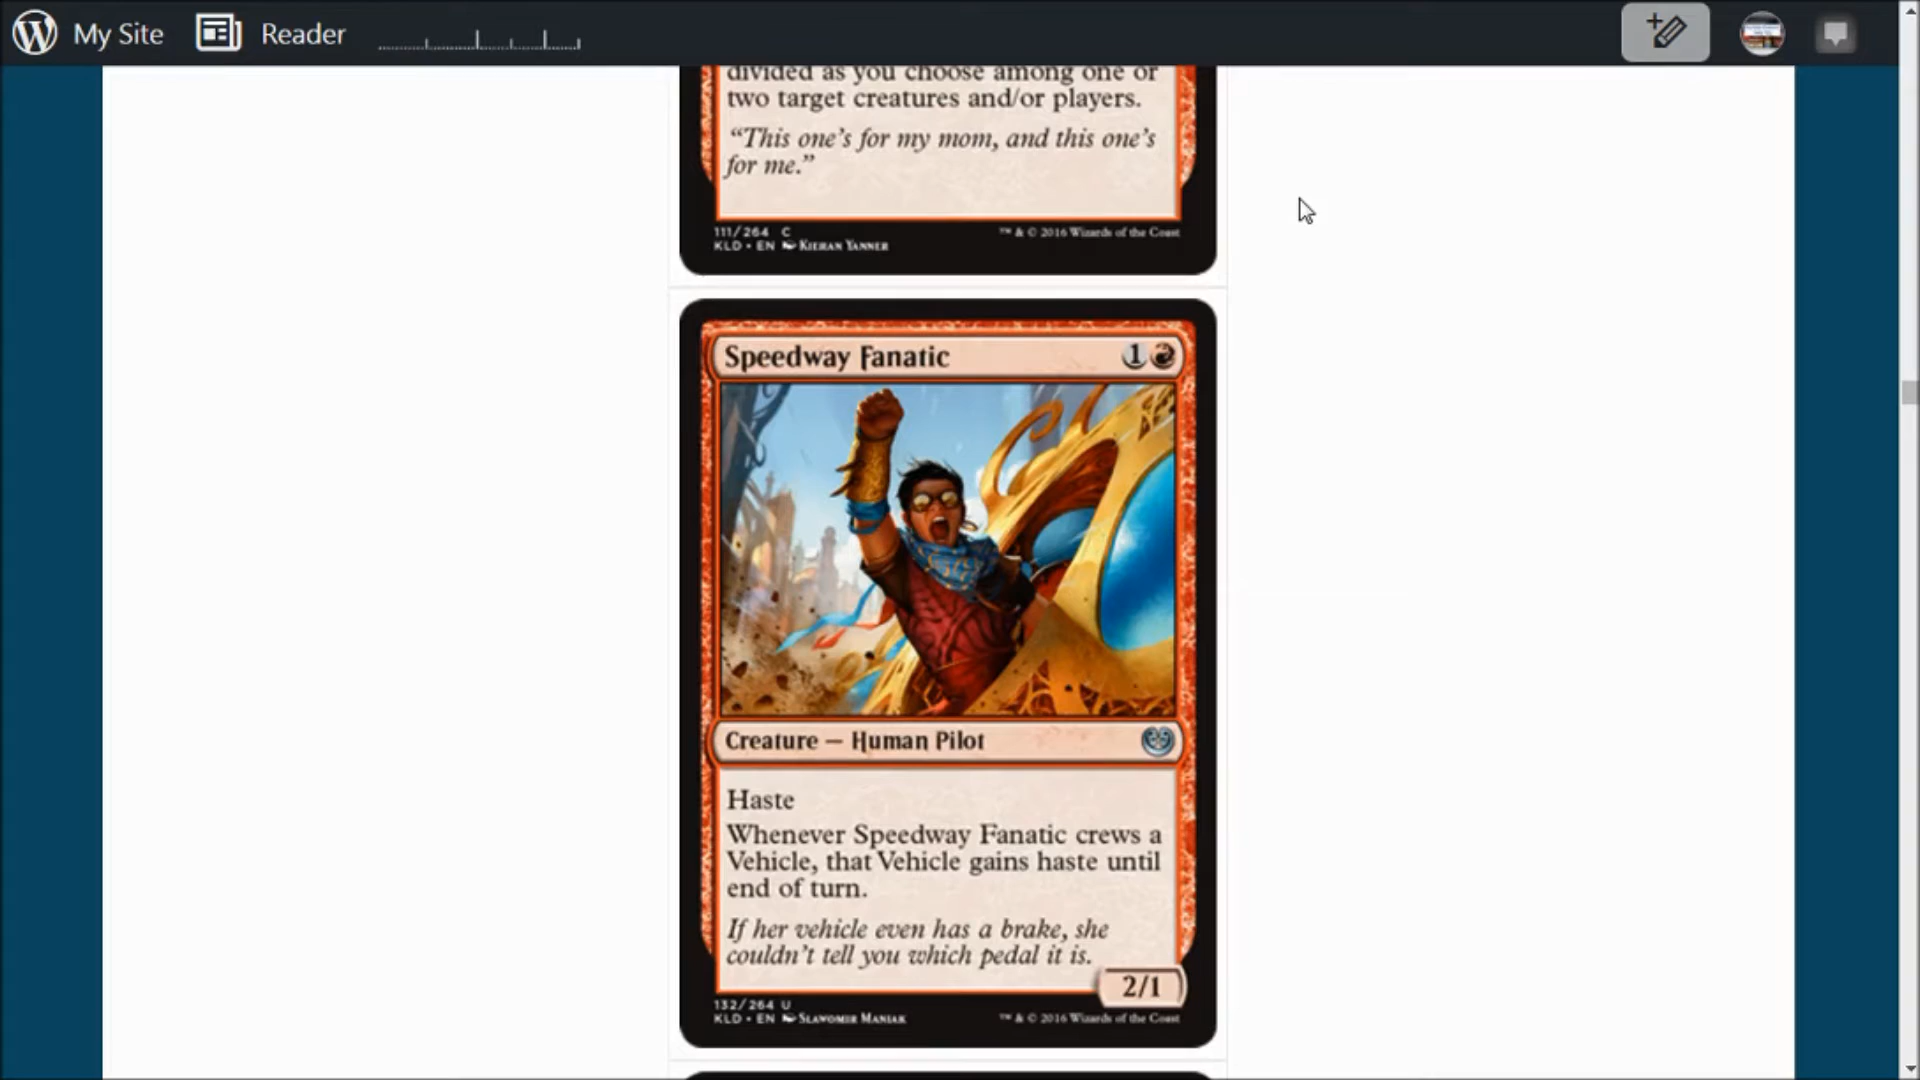 My Site
Reader
divided as you choose among one or
two target creatures and/or players.
“This one’s for my mom, and this one’s
for me.”
111/264 C
KLD • EN Kieran Yanner
™ & © 2016 Wizards of the Coast
Speedway Fanatic
1
Creature — Human Pilot
Haste
Whenever Speedway Fanatic crews a
Vehicle, that Vehicle gains haste until
end of turn.
If her vehicle even has a brake, she
couldn’t tell you which pedal it is.
2/1
132/264 U
KLD • EN Slawomir Maniak
™ & © 2016 Wizards of the Coast